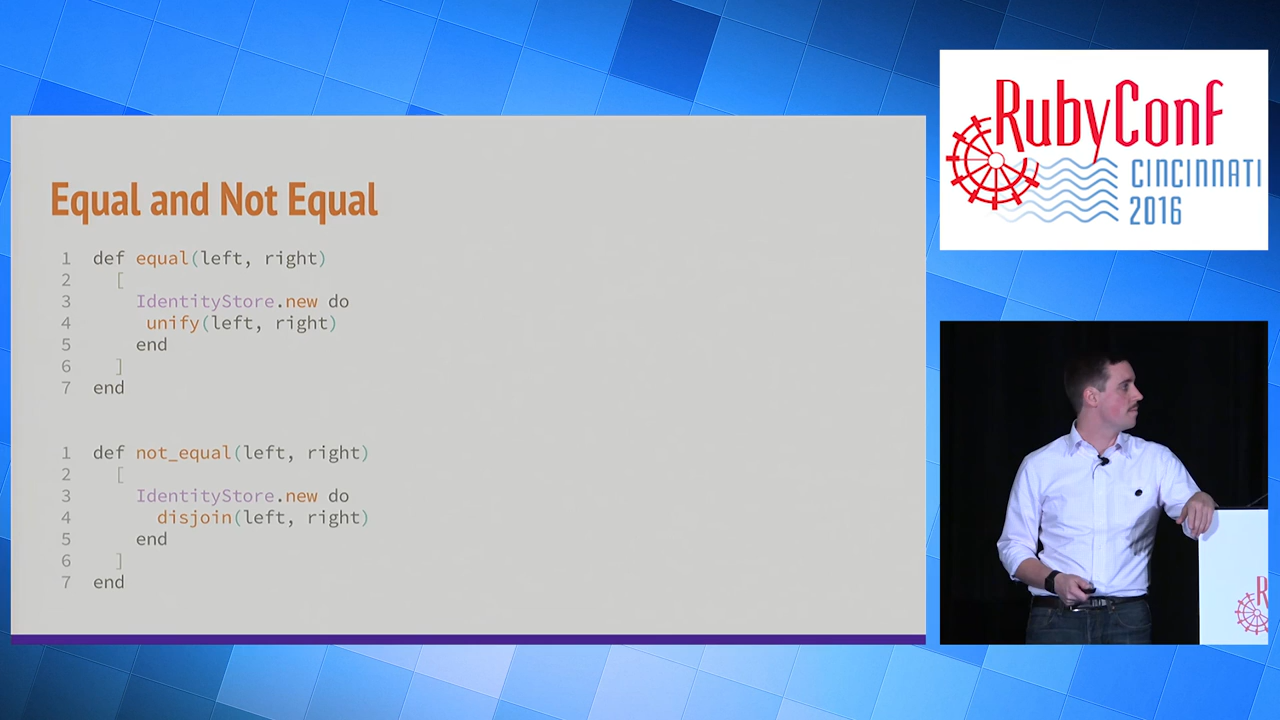 Equal and Not Equal
1 def equal(left, right)
2 [
3 IdentityStore.new do
4 unify(left, right)
5 end
6 ]
7 end
1 def not_equal(left, right)
2 [
3 IdentityStore.new do
4 disjoin(left, right)
5 end
6 ]
7 end
RubyConf
CINCINNATI
2016